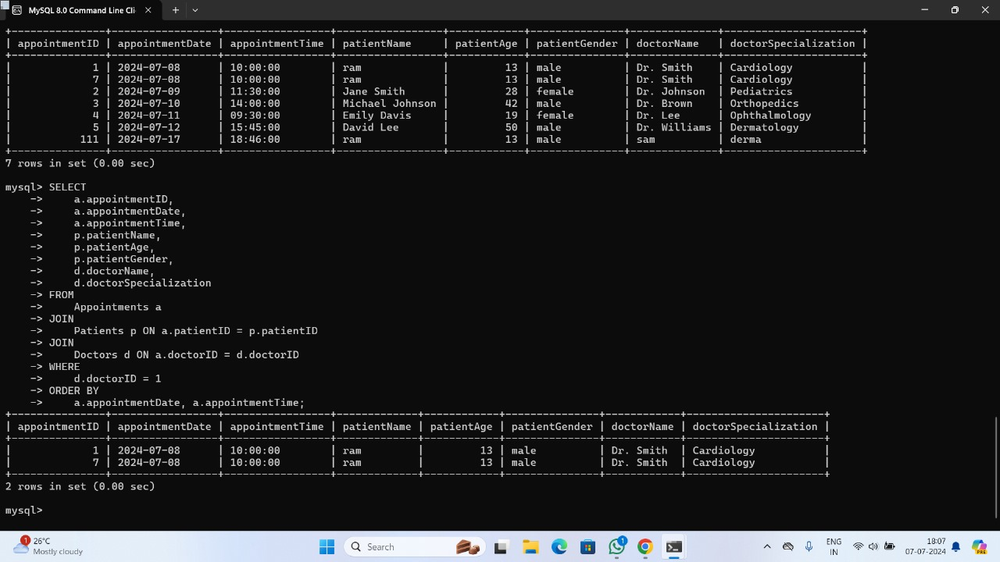 MySQL 8.0 Command Line Cli
+---------------+-----------------+-----------------+-----------------+------------+---------------+--------------+----------------------+
| appointmentID | appointmentDate | appointmentTime | patientName     | patientAge | patientGender | doctorName   | doctorSpecialization |
+---------------+-----------------+-----------------+-----------------+------------+---------------+--------------+----------------------+
|             1 | 2024-07-08      | 10:00:00        | ram             |         13 | male          | Dr. Smith    | Cardiology           |
|             7 | 2024-07-08      | 10:00:00        | ram             |         13 | male          | Dr. Smith    | Cardiology           |
|             2 | 2024-07-09      | 11:30:00        | Jane Smith      |         28 | female        | Dr. Johnson  | Pediatrics           |
|             3 | 2024-07-10      | 14:00:00        | Michael Johnson |         42 | male          | Dr. Brown    | Orthopedics          |
|             4 | 2024-07-11      | 09:30:00        | Emily Davis     |         19 | female        | Dr. Lee      | Ophthalmology        |
|             5 | 2024-07-12      | 15:45:00        | David Lee       |         50 | male          | Dr. Williams | Dermatology          |
|           111 | 2024-07-17      | 18:46:00        | ram             |         13 | male          | sam          | derma                |
+---------------+-----------------+-----------------+-----------------+------------+---------------+--------------+----------------------+
7 rows in set (0.00 sec)
mysql> SELECT
    ->     a.appointmentID,
    ->     a.appointmentDate,
    ->     a.appointmentTime,
    ->     p.patientName,
    ->     p.patientAge,
    ->     p.patientGender,
    ->     d.doctorName,
    ->     d.doctorSpecialization
    -> FROM
    ->     Appointments a
    -> JOIN
    ->     Patients p ON a.patientID = p.patientID
    -> JOIN
    ->     Doctors d ON a.doctorID = d.doctorID
    -> WHERE
    ->     d.doctorID = 1
    -> ORDER BY
    ->     a.appointmentDate, a.appointmentTime;
+---------------+-----------------+-----------------+-------------+------------+---------------+------------+----------------------+
| appointmentID | appointmentDate | appointmentTime | patientName | patientAge | patientGender | doctorName | doctorSpecialization |
+---------------+-----------------+-----------------+-------------+------------+---------------+------------+----------------------+
|             1 | 2024-07-08      | 10:00:00        | ram         |         13 | male          | Dr. Smith  | Cardiology           |
|             7 | 2024-07-08      | 10:00:00        | ram         |         13 | male          | Dr. Smith  | Cardiology           |
+---------------+-----------------+-----------------+-------------+------------+---------------+------------+----------------------+
2 rows in set (0.00 sec)
mysql>
1
26°C
Mostly cloudy
Search
1
ENG
IN
18:07
07-07-2024
PRE